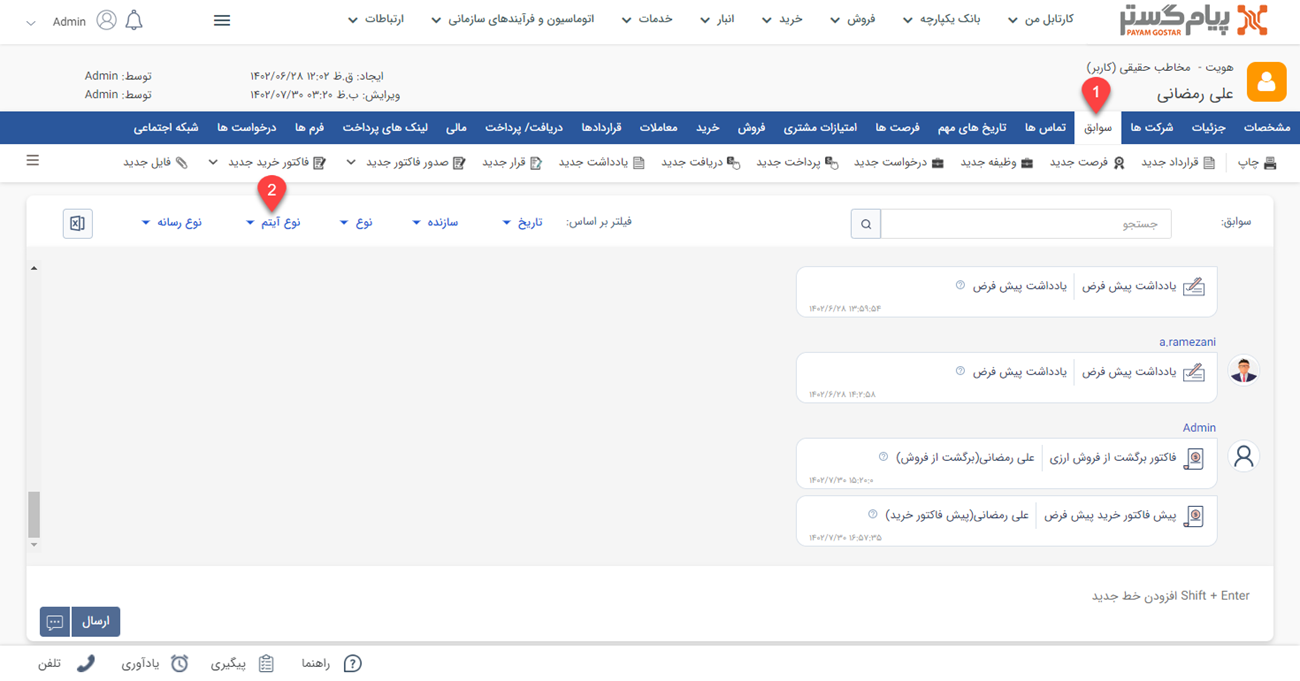 پیام گستر
PAYAM GOSTAR
کارتابل من
بانک یکپارچه
فروش
خرید
انبار
خدمات
اتوماسیون و فرآیندهای سازمانی
ارتباطات
Admin
هویت - مخاطب حقیقی (کاربر)
علی رمضانی
ایجاد: ق.ظ ۱۲:۰۲ ۱۴۰۲/۰۶/۲۸
توسط: Admin
ویرایش: ب.ظ ۰۳:۲۰ ۱۴۰۲/۰۷/۳۰
توسط: Admin
1
مشخصات
جزئیات
شرکت ها
سوابق
تماس ها
تاریخ های مهم
فرصت ها
امتیازات مشتری
فروش
خرید
معاملات
قراردادها
دریافت/ پرداخت
لینک های پرداخت
مالی
فرم ها
درخواست ها
شبکه اجتماعی
چاپ
قرارداد جدید
فرصت جدید
وظیفه جدید
درخواست جدید
پرداخت جدید
دریافت جدید
یادداشت جدید
قرار جدید
صدور فاکتور جدید
فاکتور خرید جدید
فایل جدید
2
سوابق:
جستجو
فیلتر بر اساس:
تاریخ
سازنده
نوع
نوع آیتم
نوع رسانه
یادداشت پیش فرض
یادداشت پیش فرض
۱۴۰۲/۶/۲۸ ۱۳:۵۹:۵۴
a.ramezani
یادداشت پیش فرض
یادداشت پیش فرض
۱۴۰۲/۶/۲۸ ۱۴:۲:۵۸
Admin
فاکتور برگشت از فروش ارزی
علی رمضانی(برگشت از فروش)
۱۴۰۲/۷/۳۰ ۱۵:۲۰:۰
پیش فاکتور خرید پیش فرض
علی رمضانی(پیش فاکتور خرید)
۱۴۰۲/۷/۳۰ ۱۶:۵۷:۳۵
Shift + Enter افزودن خط جدید
ارسال
راهنما
پیگیری
یادآوری
تلفن